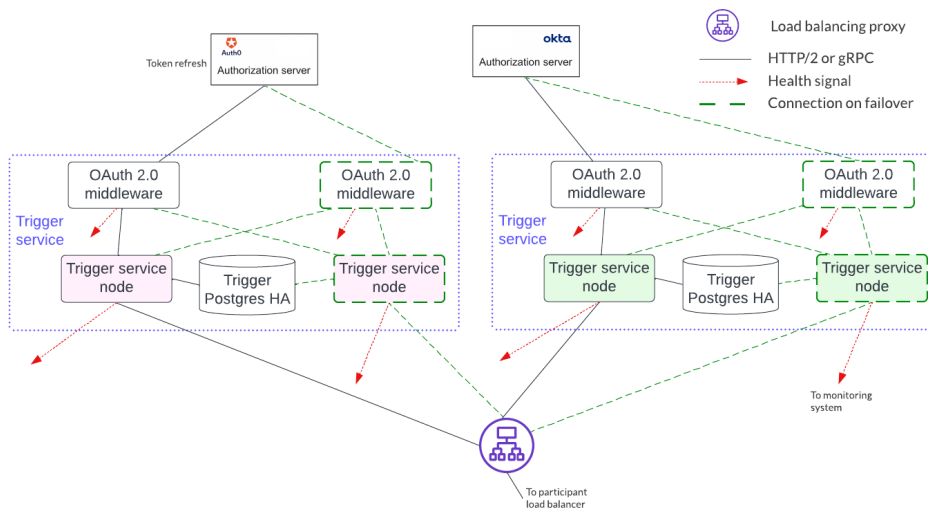 Auth0
Authorization server
Token refresh
okta
Authorization server
Load balancing proxy
HTTP/2 or gRPC
Health signal
Connection on failover
OAuth 2.0
middleware
OAuth 2.0
middleware
Trigger
service
Trigger service
node
Trigger
Postgres HA
Trigger service
node
OAuth 2.0
middleware
OAuth 2.0
middleware
Trigger
service
Trigger service
node
Trigger
Postgres HA
Trigger service
node
To monitoring
system
To participant
load balancer